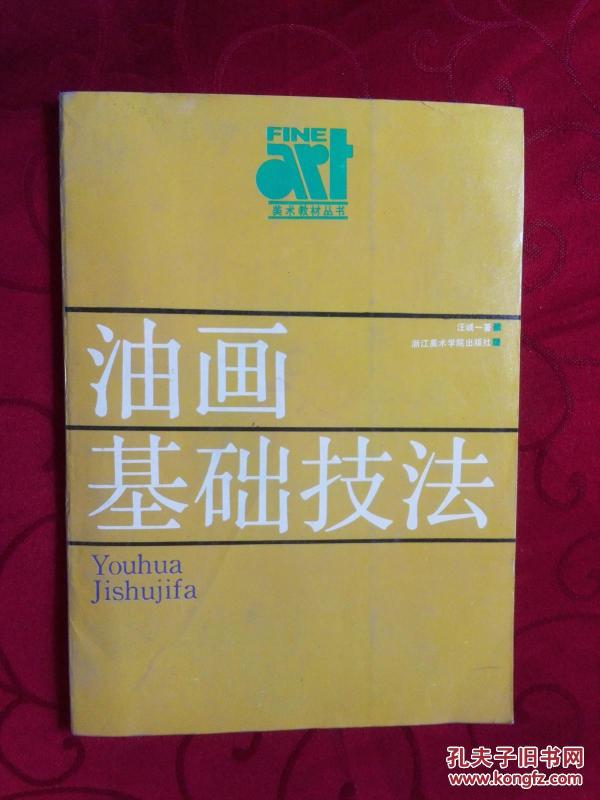 FINE
art
美术教材丛书
汪诚一著
浙江美术学院出版社
油画
基础技法
Youhua
Jishujifa
孔夫子旧书网
www.kongfz.com